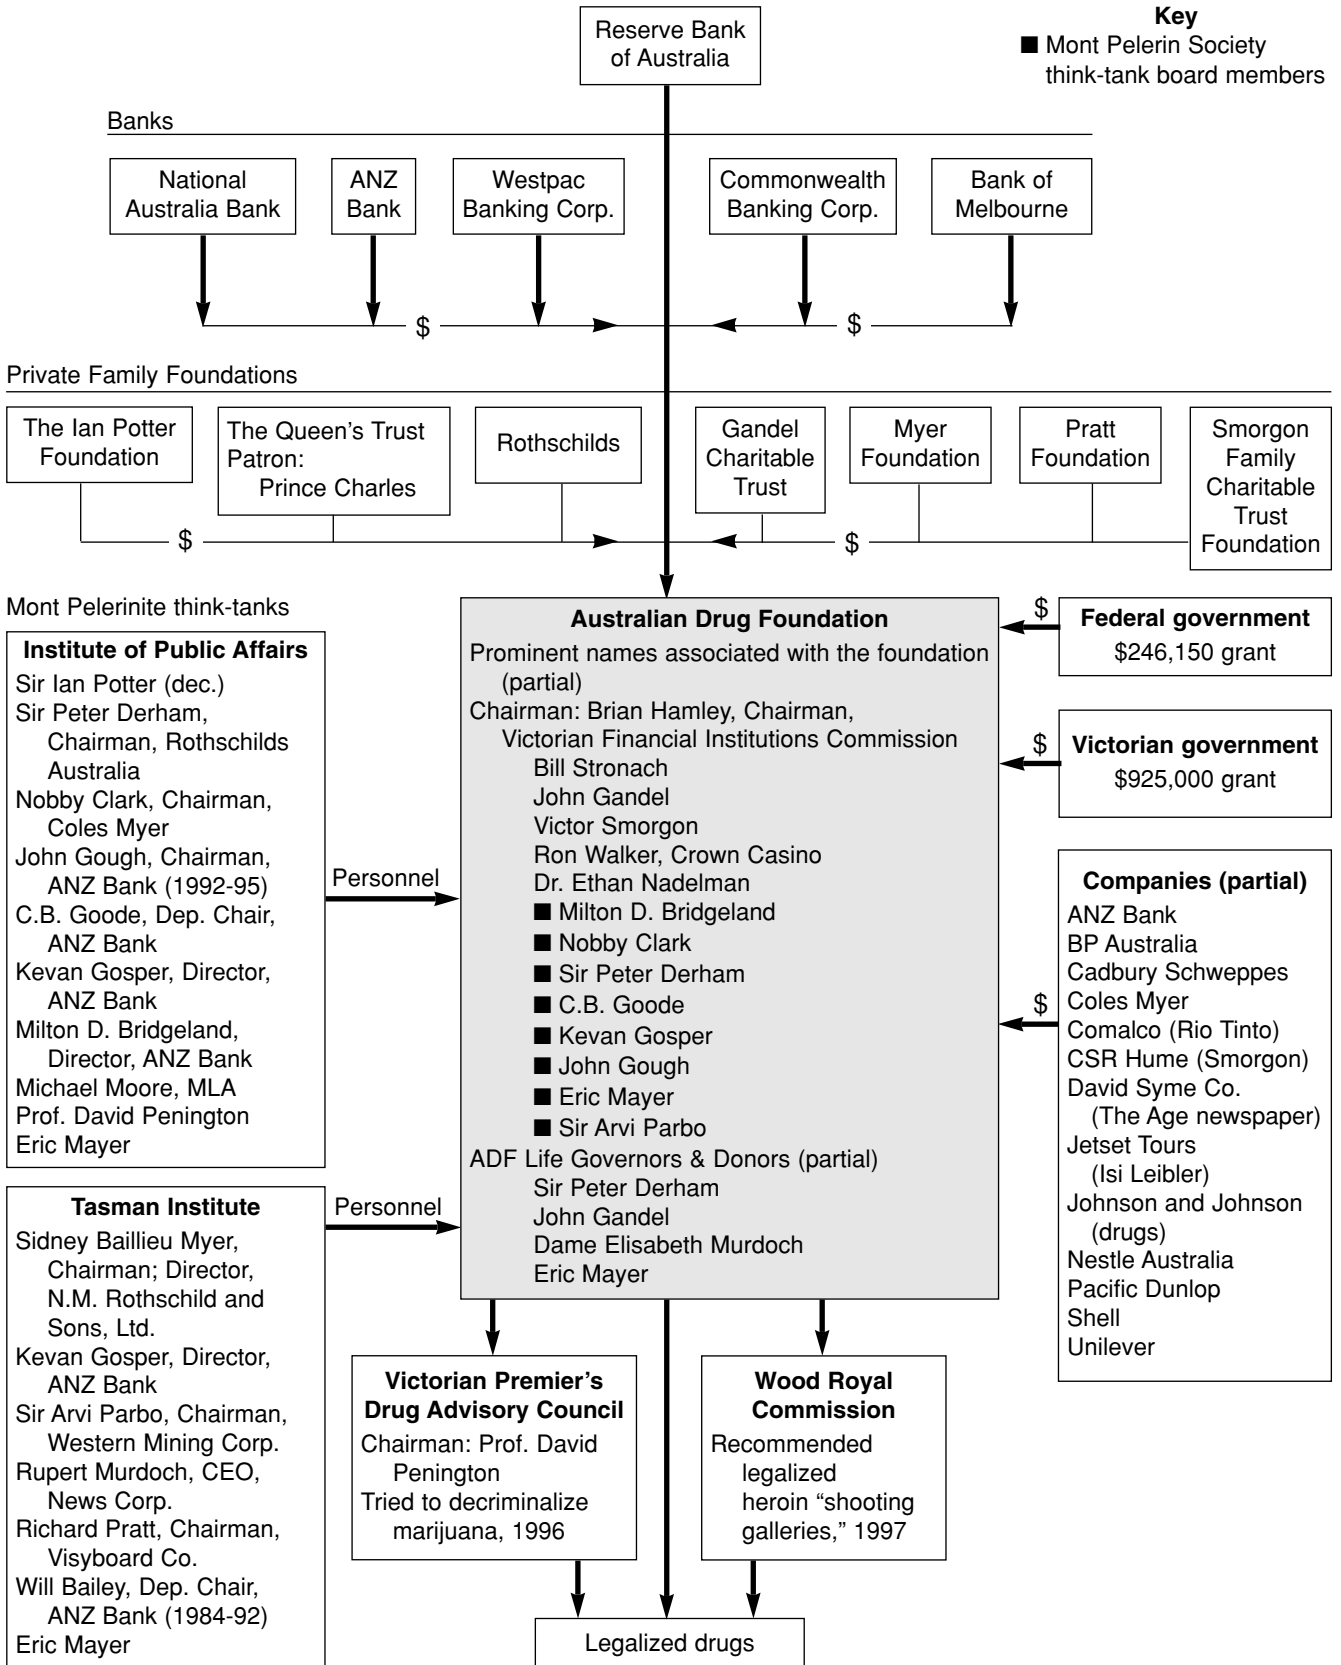 Reserve Bank
of Australia
Key
■ Mont Pelerin Society
think-tank board members
Banks
National
Australia Bank
ANZ
Bank
Westpac
Banking Corp.
Commonwealth
Banking Corp.
Bank of
Melbourne
$
$
Private Family Foundations
The Ian Potter
Foundation
The Queen’s Trust
Patron:
Prince Charles
Rothschilds
Gandel
Charitable
Trust
Myer
Foundation
Pratt
Foundation
Smorgon
Family
Charitable
Trust
Foundation
$
$
Mont Pelerinite think-tanks
Institute of Public Affairs
Sir Ian Potter (dec.)
Sir Peter Derham,
Chairman, Rothschilds
Australia
Nobby Clark, Chairman,
Coles Myer
John Gough, Chairman,
ANZ Bank (1992-95)
C.B. Goode, Dep. Chair,
ANZ Bank
Kevan Gosper, Director,
ANZ Bank
Milton D. Bridgeland,
Director, ANZ Bank
Michael Moore, MLA
Prof. David Penington
Eric Mayer
Personnel
Tasman Institute
Sidney Baillieu Myer,
Chairman; Director,
N.M. Rothschild and
Sons, Ltd.
Kevan Gosper, Director,
ANZ Bank
Sir Arvi Parbo, Chairman,
Western Mining Corp.
Rupert Murdoch, CEO,
News Corp.
Richard Pratt, Chairman,
Visyboard Co.
Will Bailey, Dep. Chair,
ANZ Bank (1984-92)
Eric Mayer
Personnel
Australian Drug Foundation
Prominent names associated with the foundation
(partial)
Chairman: Brian Hamley, Chairman,
Victorian Financial Institutions Commission
Bill Stronach
John Gandel
Victor Smorgon
Ron Walker, Crown Casino
Dr. Ethan Nadelman
■ Milton D. Bridgeland
■ Nobby Clark
■ Sir Peter Derham
■ C.B. Goode
■ Kevan Gosper
■ John Gough
■ Eric Mayer
■ Sir Arvi Parbo
ADF Life Governors & Donors (partial)
Sir Peter Derham
John Gandel
Dame Elisabeth Murdoch
Eric Mayer
$
Federal government
$246,150 grant
$
Victorian government
$925,000 grant
$
Companies (partial)
ANZ Bank
BP Australia
Cadbury Schweppes
Coles Myer
Comalco (Rio Tinto)
CSR Hume (Smorgon)
David Syme Co.
(The Age newspaper)
Jetset Tours
(Isi Leibler)
Johnson and Johnson
(drugs)
Nestle Australia
Pacific Dunlop
Shell
Unilever
Victorian Premier’s
Drug Advisory Council
Chairman: Prof. David
Penington
Tried to decriminalize
marijuana, 1996
Wood Royal
Commission
Recommended
legalized
heroin “shooting
galleries,” 1997
Legalized drugs